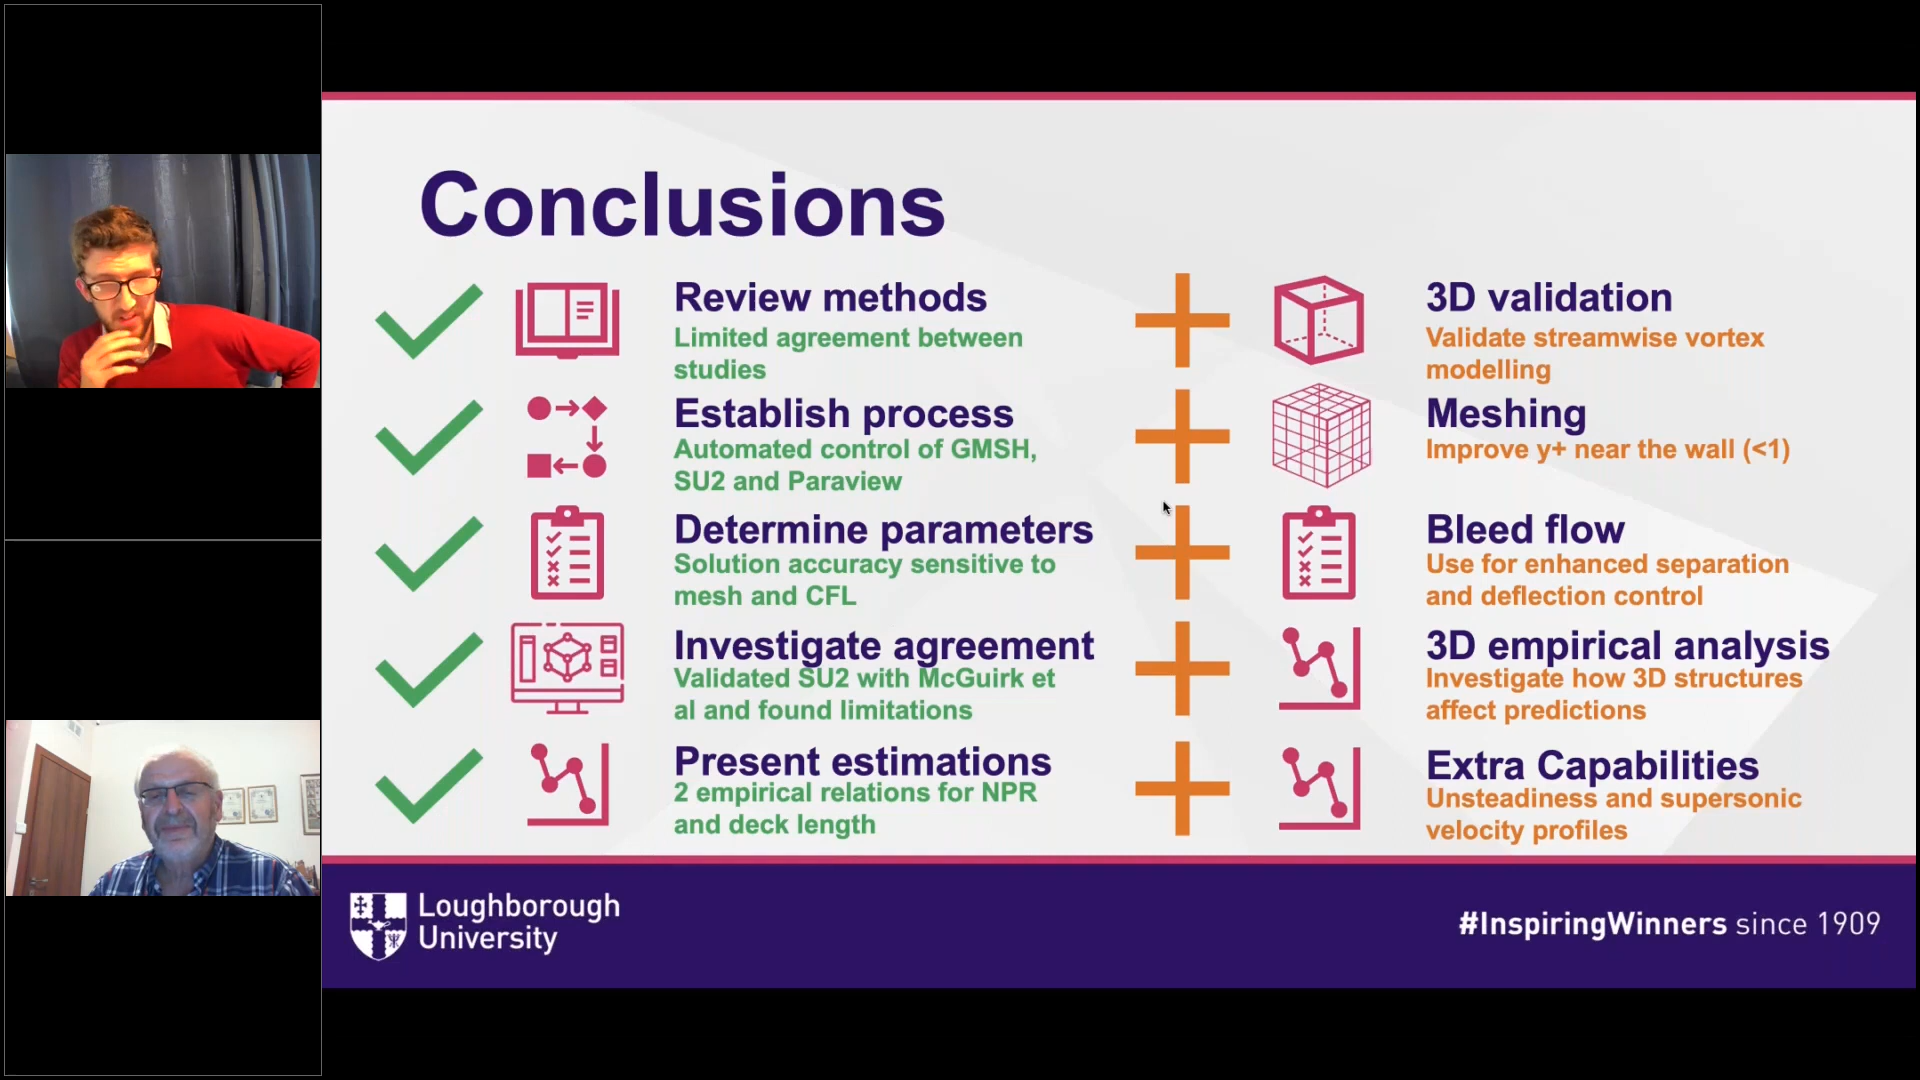 Conclusions
Review methods
Limited agreement between
studies
Establish process
Automated control of GMSH,
SU2 and Paraview
Determine parameters
Solution accuracy sensitive to
mesh and CFL
Investigate agreement
Validated SU2 with McGuirk et
al and found limitations
Present estimations
2 empirical relations for NPR
and deck length
3D validation
Validate streamwise vortex
modelling
Meshing
Improve y+ near the wall (<1)
Bleed flow
Use for enhanced separation
and deflection control
3D empirical analysis
Investigate how 3D structures
affect predictions
Extra Capabilities
Unsteadiness and supersonic
velocity profiles
Loughborough
University
#InspiringWinners since 1909